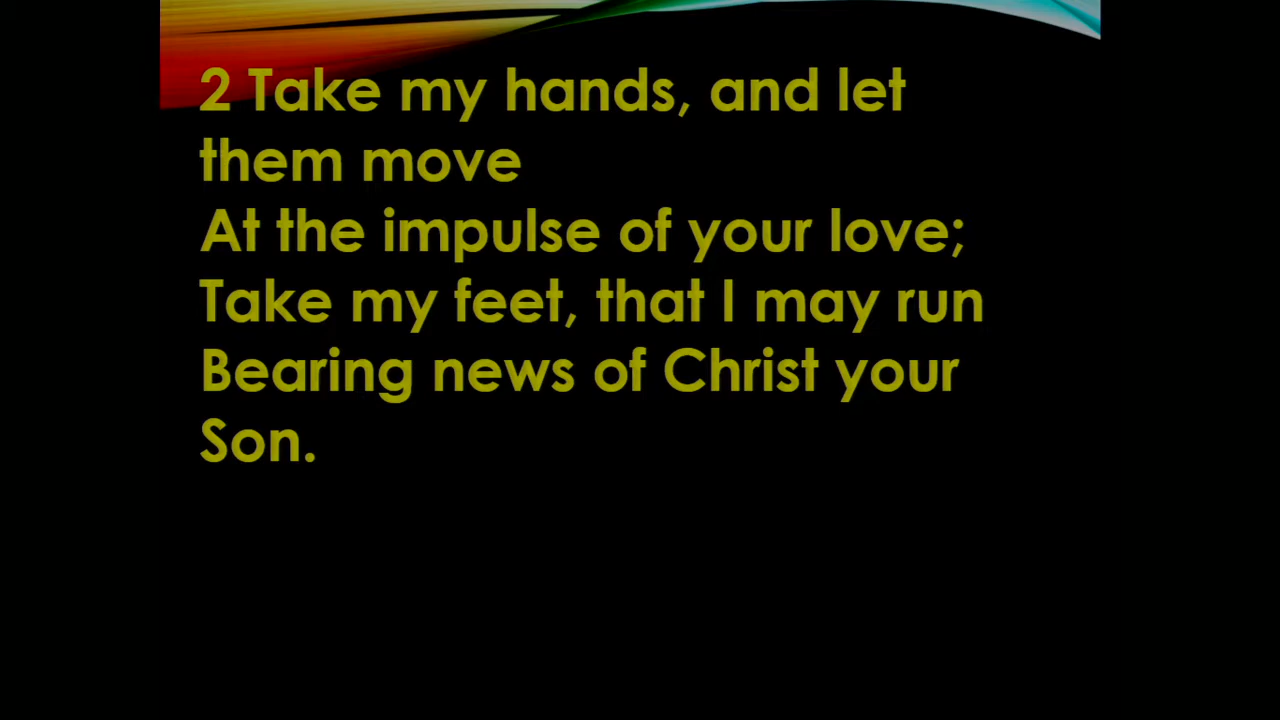 2 Take my hands, and let
them move
At the impulse of your love;
Take my feet, that I may run
Bearing news of Christ your
Son.